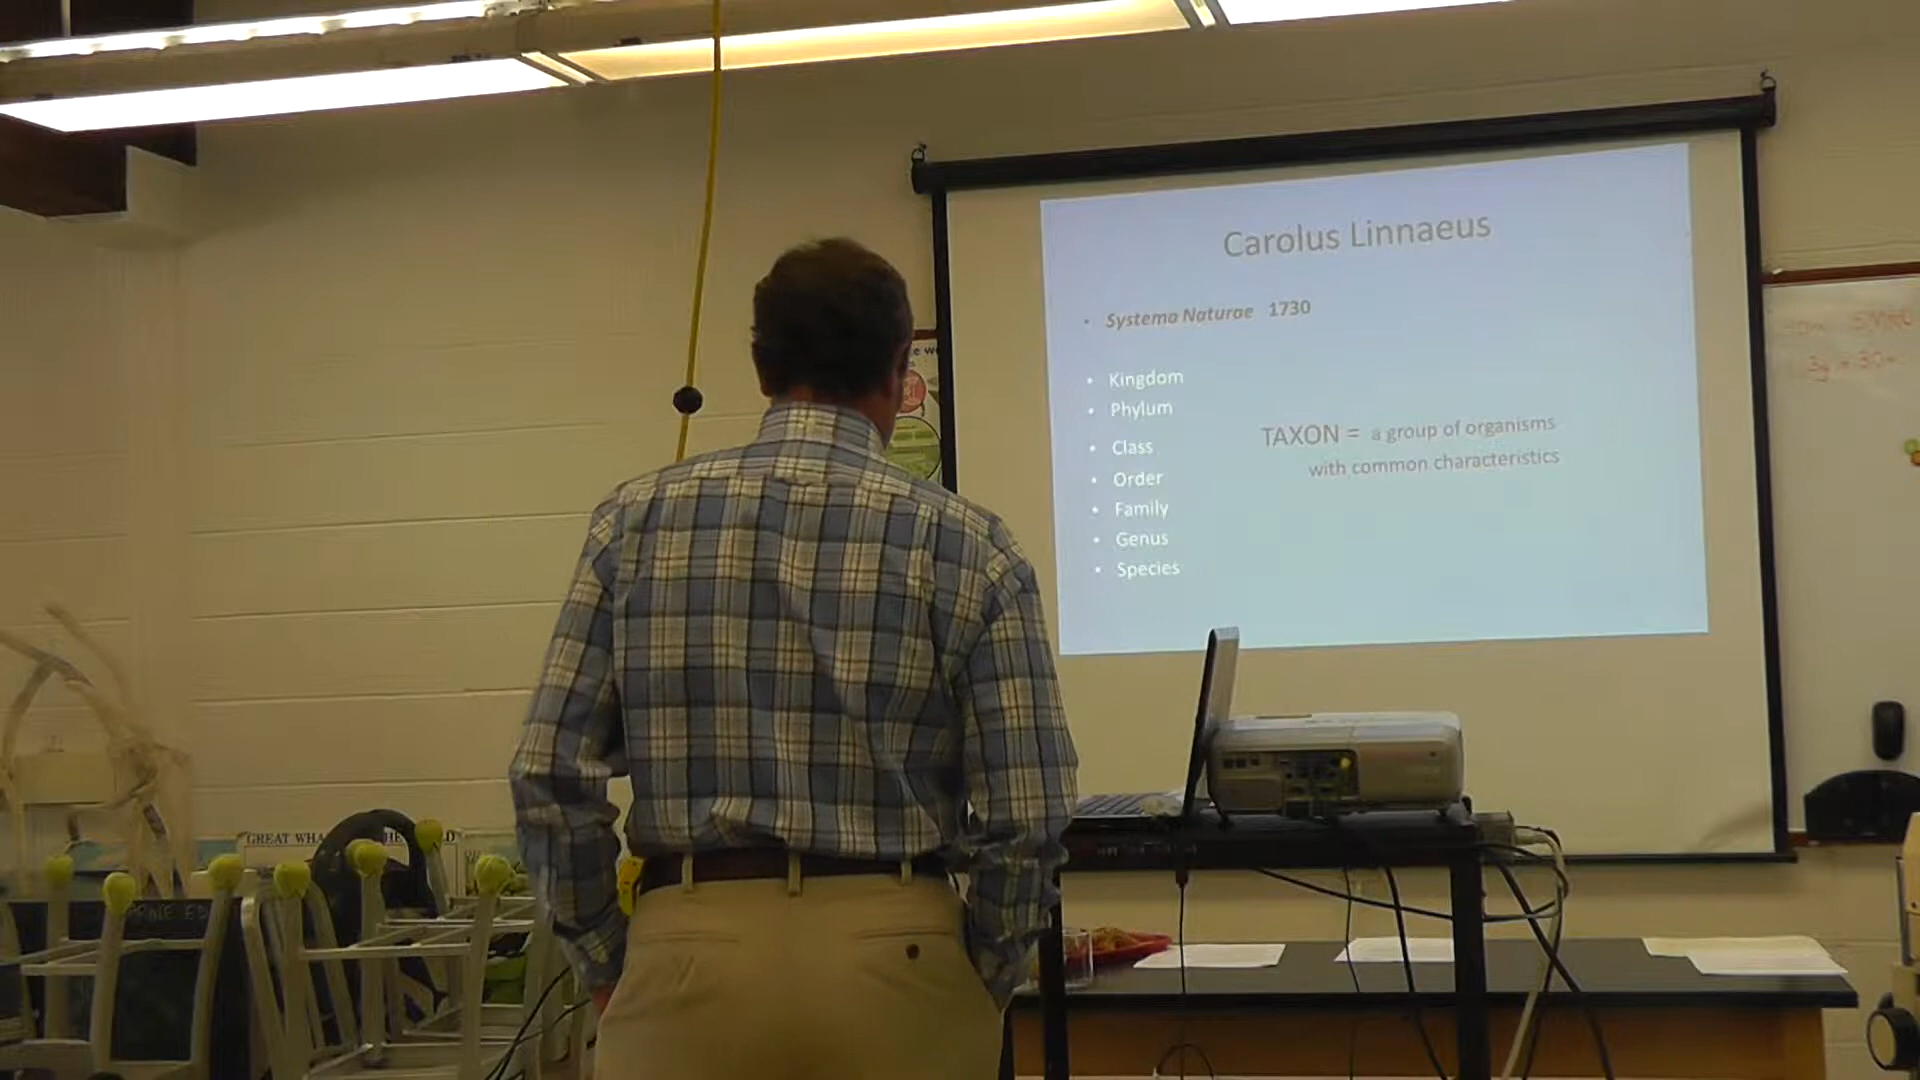 Carolus Linnaeus
• Systema Naturae 1730
• Kingdom
• Phylum
• Class
• Order
• Family
• Genus
• Species
TAXON = a group of organisms
with common characteristics
GREAT WHA